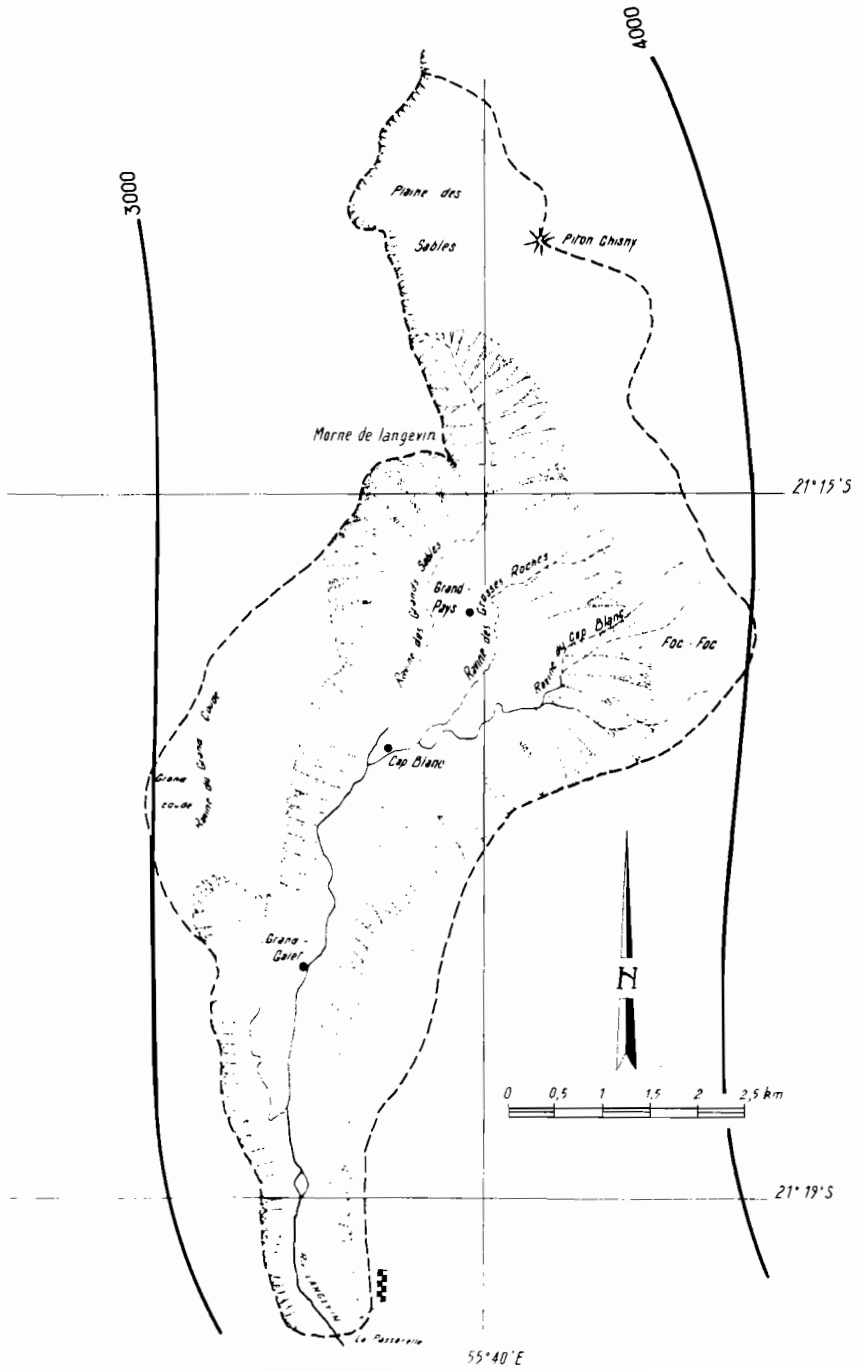 4000
3000
Plaine des
Sables
Piton Chisny
Morne de langevin
21°15'S
Ravine des Grands Sables
Grand-
Pays
Ravine des Grosses Roches
Ravine du Cap Blanc
Foc-Foc
Cap Blanc
Grand
coude
Ravine du Grand Coude
Grand-
Galet
N
0 0,5 1 1,5 2 2,5 km
21°19'S
LANGEVIN
La Passerelle
55°40'E